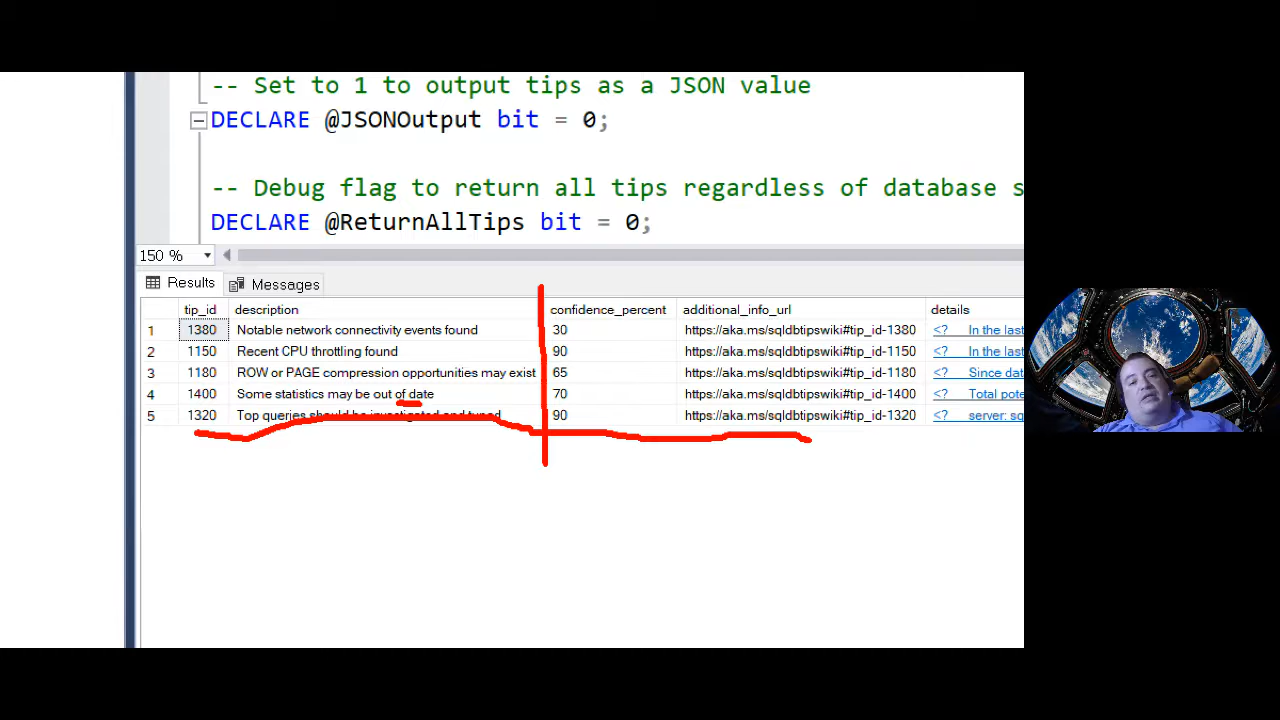 -- Set to 1 to output tips as a JSON value
DECLARE @JSONOutput bit = 0;
-- Debug flag to return all tips regardless of database s
DECLARE @ReturnAllTips bit = 0;
150 %
Results Messages
tip_id description confidence_percent additional_info_url details
1 1380 Notable network connectivity events found 30 https://aka.ms/sqldbtipswiki#tip_id-1380 <? In the last
2 1150 Recent CPU throttling found 90 https://aka.ms/sqldbtipswiki#tip_id-1150 <? In the last
3 1180 ROW or PAGE compression opportunities may exist 65 https://aka.ms/sqldbtipswiki#tip_id-1180 <? Since dat
4 1400 Some statistics may be out of date 70 https://aka.ms/sqldbtipswiki#tip_id-1400 <? Total pote
5 1320 Top queries should be investigated and tuned 90 https://aka.ms/sqldbtipswiki#tip_id-1320 <? server: sq